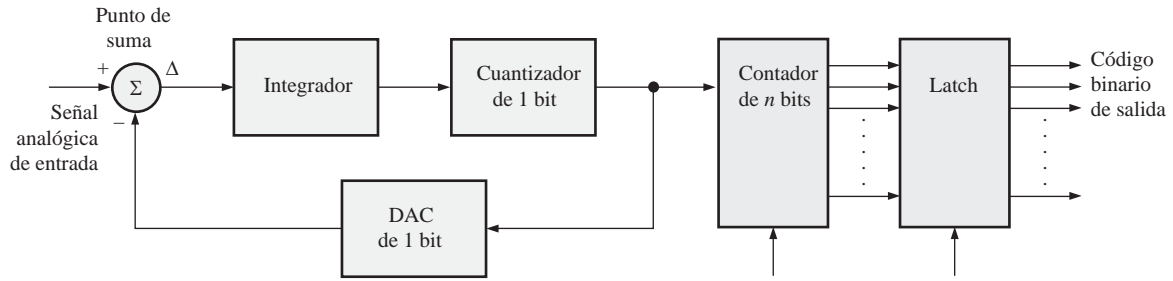 Punto de
suma
+
Σ
Δ
−
Señal
analógica
de entrada
Integrador
Cuantizador
de 1 bit
DAC
de 1 bit
Contador
de n bits
Latch
Código
binario
de salida